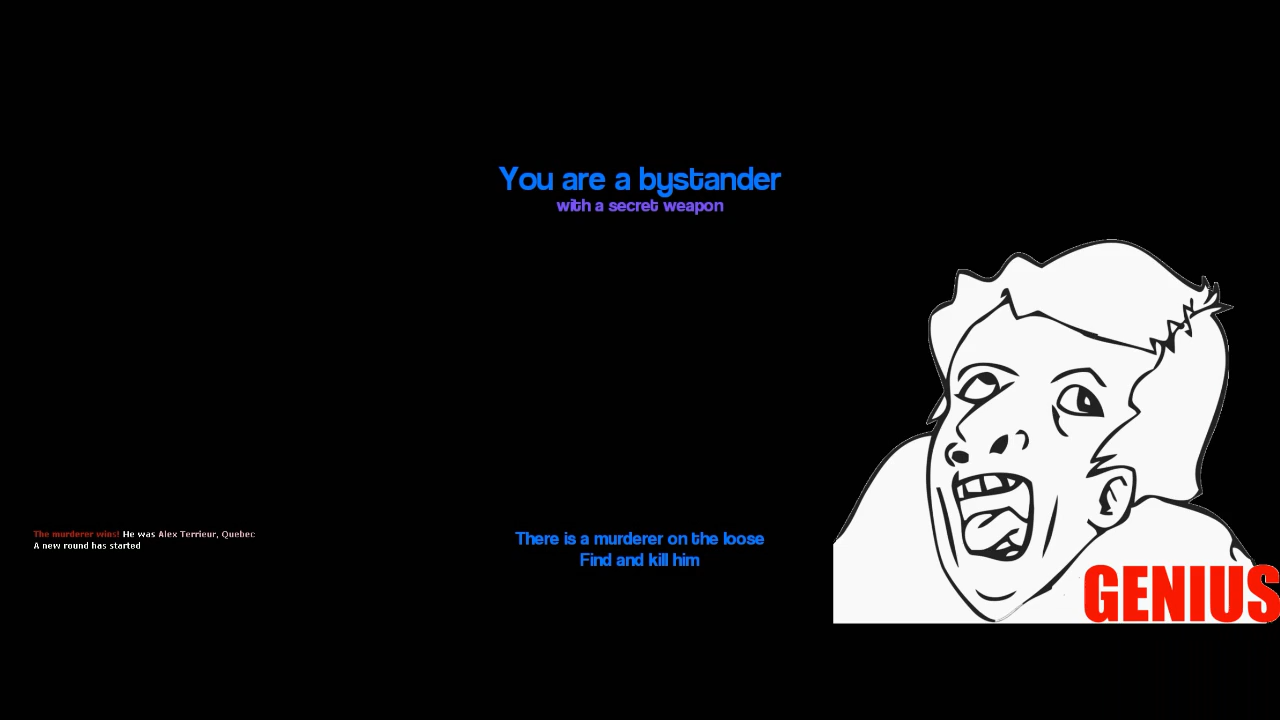 You are a bystander
with a secret weapon
The murderer wins! He was Alex Terrieur, Quebec
A new round has started
There is a murderer on the loose
Find and kill him
GENIUS